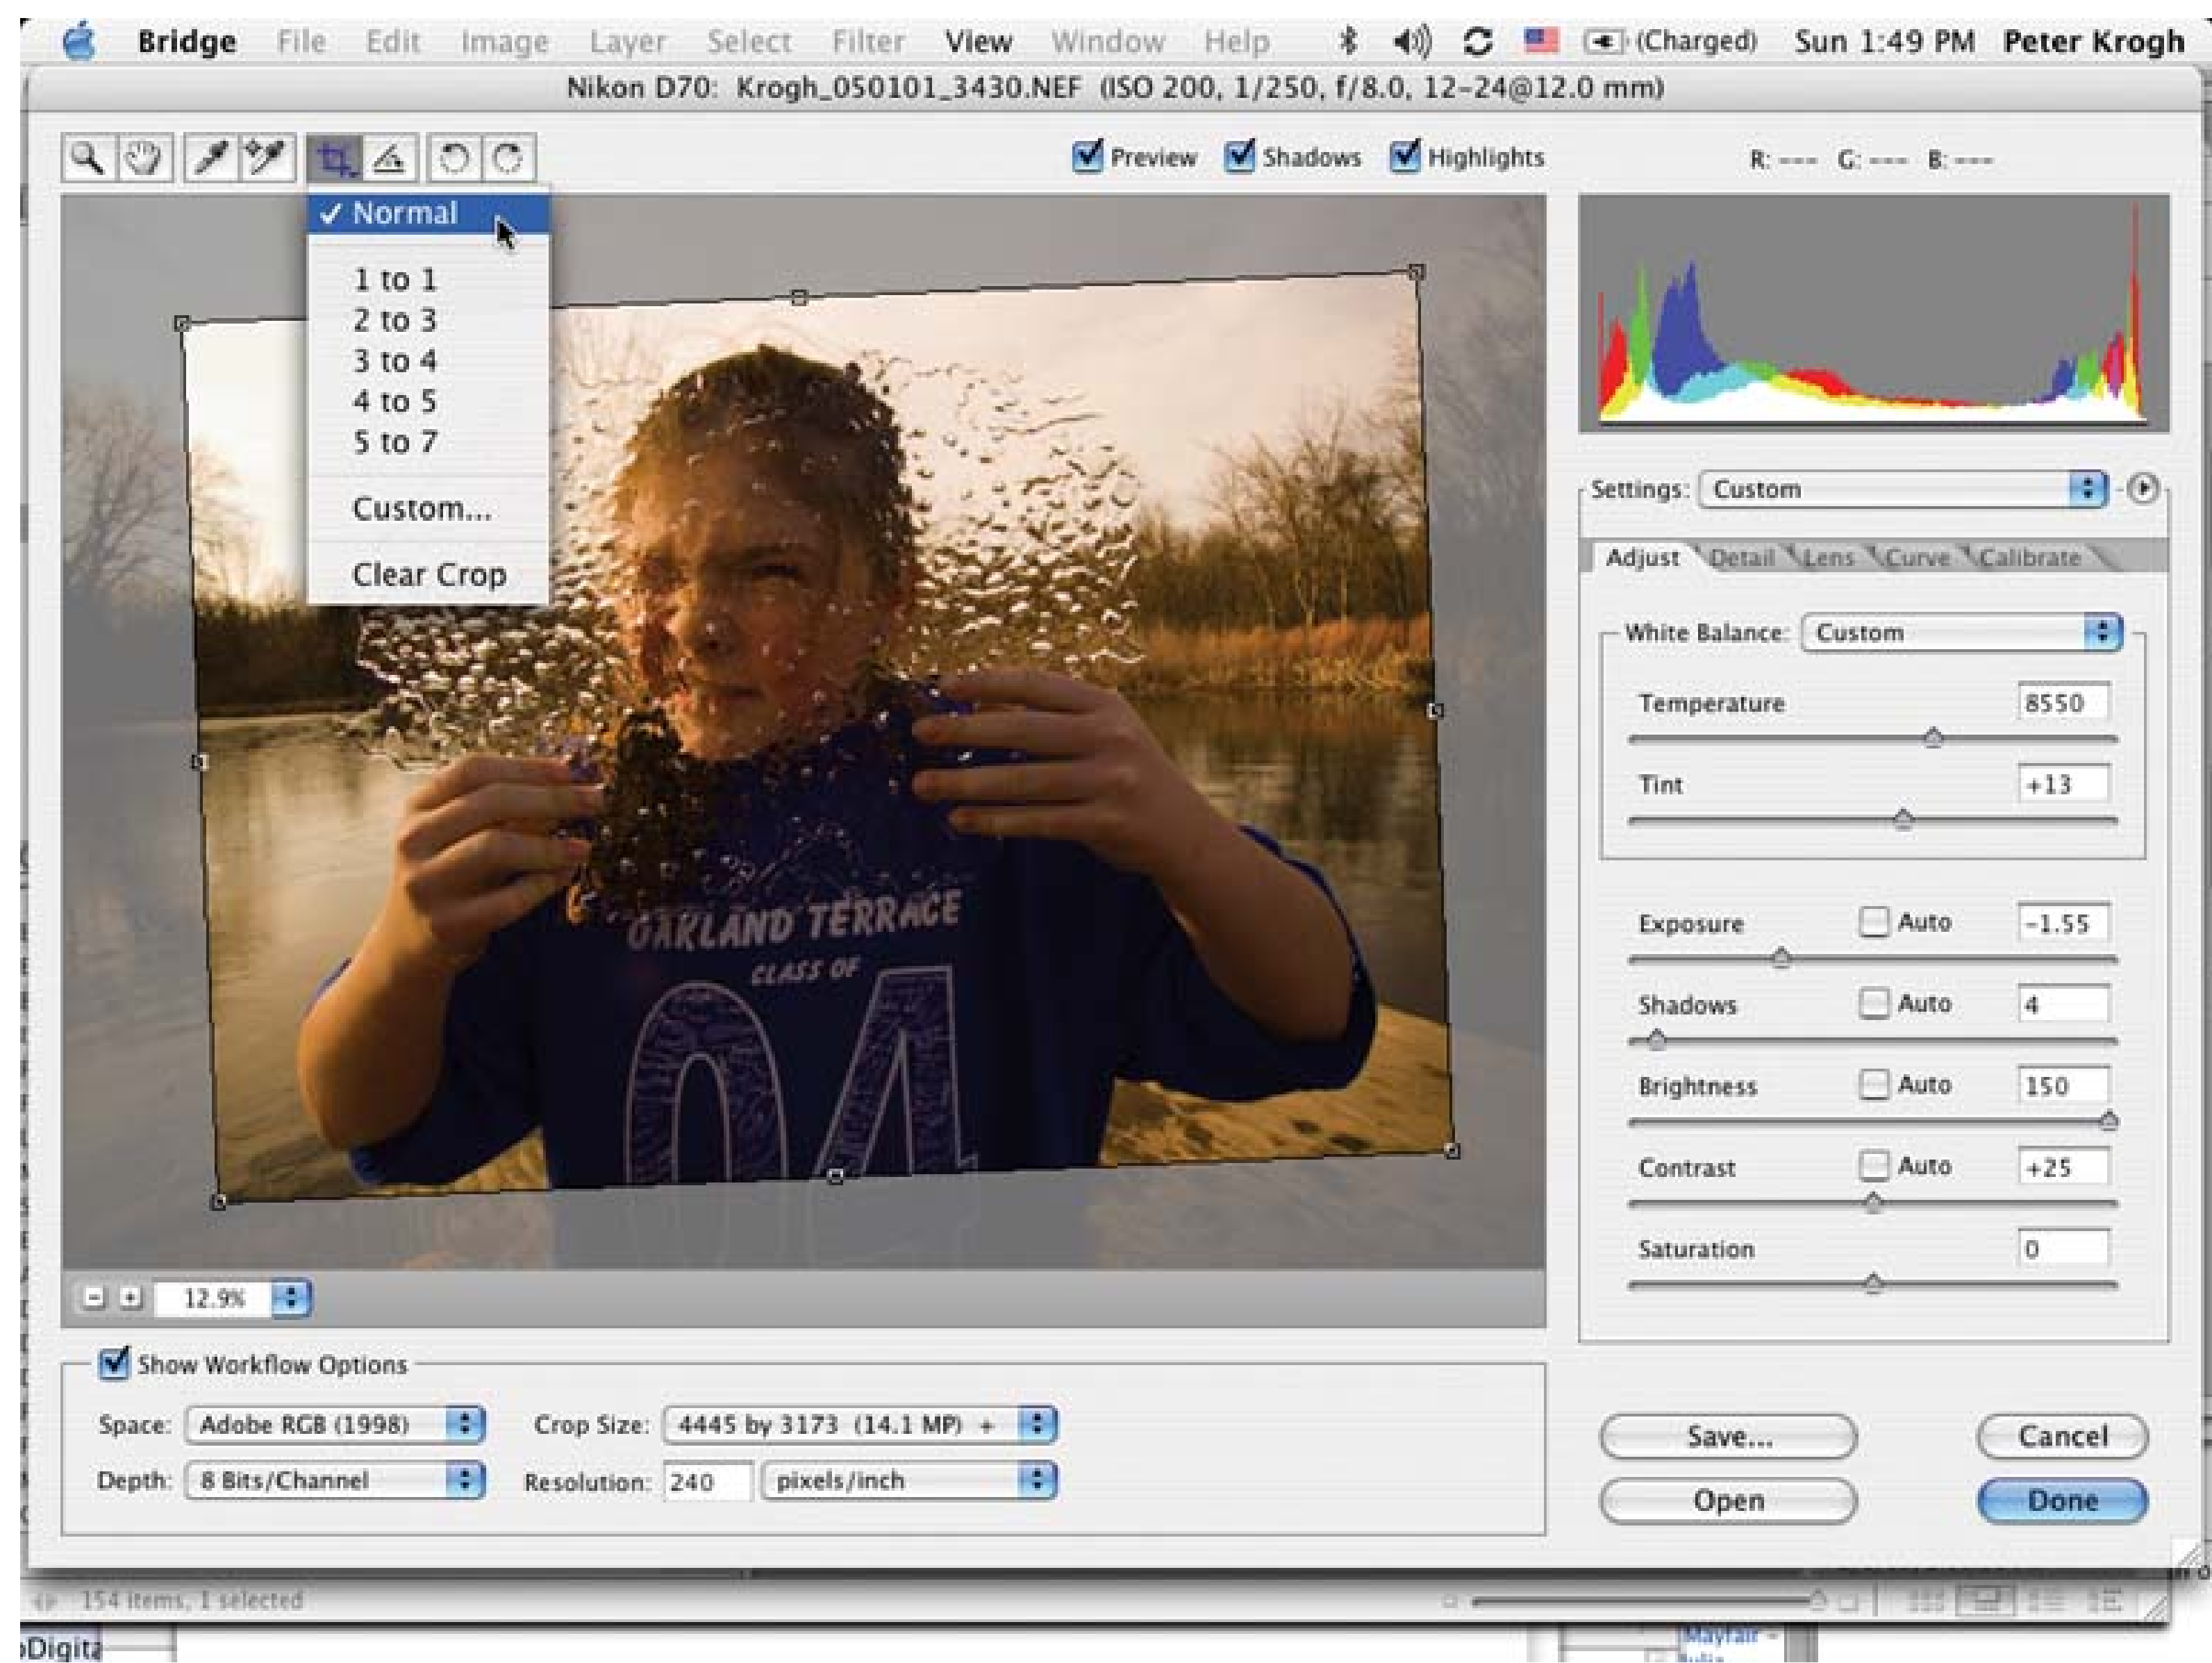 Bridge File Edit Image Layer Select Filter View Window Help (Charged) Sun 1:49 PM Peter Krogh
Nikon D70: Krogh_050101_3430.NEF (ISO 200, 1/250, f/8.0, 12-24@12.0 mm)
Preview Shadows Highlights R: --- G: --- B: ---
Normal
1 to 1
2 to 3
3 to 4
4 to 5
5 to 7
Custom...
Clear Crop
OAKLAND TERRACE
CLASS OF
04
12.9%
Settings: Custom
Adjust Detail Lens Curve Calibrate
White Balance: Custom
Temperature 8550
Tint +13
Exposure Auto -1.55
Shadows Auto 4
Brightness Auto 150
Contrast Auto +25
Saturation 0
Show Workflow Options
Space: Adobe RGB (1998) Crop Size: 4445 by 3173 (14.1 MP) +
Depth: 8 Bits/Channel Resolution: 240 pixels/inch
Save... Cancel
Open Done
154 items, 1 selected
Mayfair -